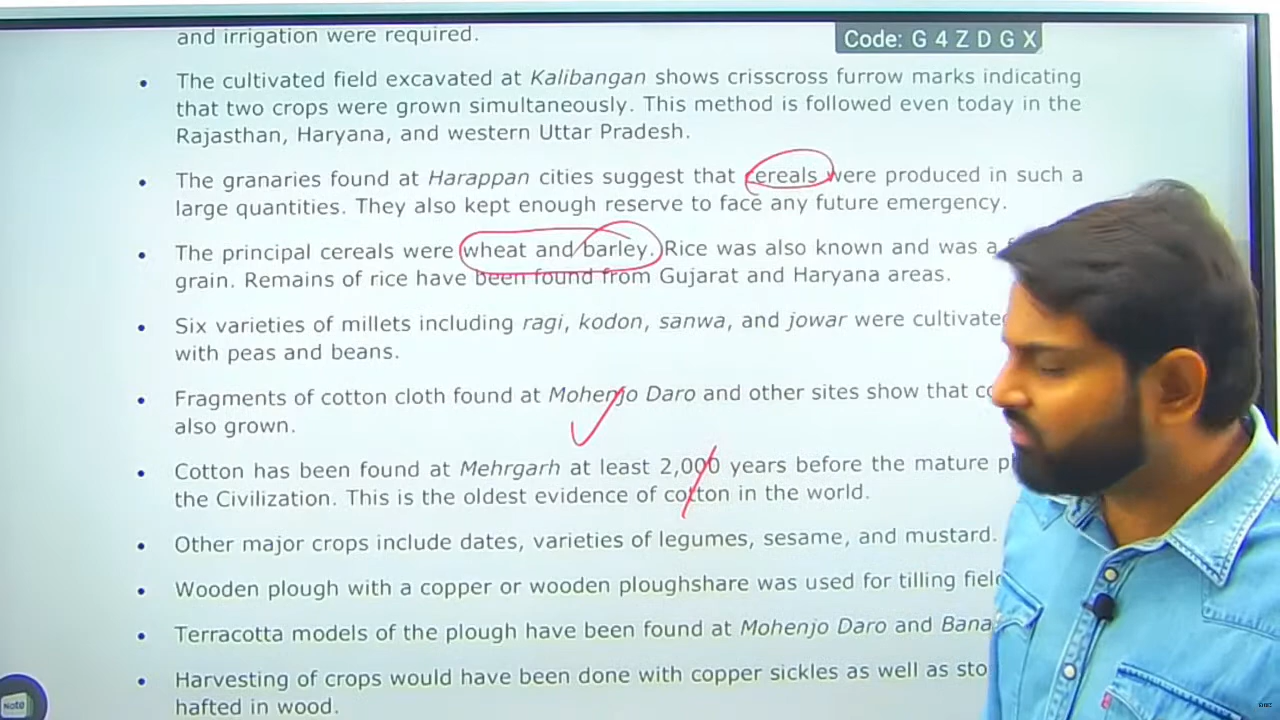 and irrigation were required.
Code: G 4 Z D G X
• The cultivated field excavated at Kalibangan shows crisscross furrow marks indicating
that two crops were grown simultaneously. This method is followed even today in the
Rajasthan, Haryana, and western Uttar Pradesh.
• The granaries found at Harappan cities suggest that cereals were produced in such a
large quantities. They also kept enough reserve to face any future emergency.
• The principal cereals were wheat and barley. Rice was also known and was a
grain. Remains of rice have been found from Gujarat and Haryana areas.
• Six varieties of millets including ragi, kodon, sanwa, and jowar were cultivate
with peas and beans.
• Fragments of cotton cloth found at Mohenjo Daro and other sites show that
also grown.
• Cotton has been found at Mehrgarh at least 2,000 years before the mature
the Civilization. This is the oldest evidence of cotton in the world.
• Other major crops include dates, varieties of legumes, sesame, and mustard.
• Wooden plough with a copper or wooden ploughshare was used for tilling
• Terracotta models of the plough have been found at Mohenjo Daro and
• Harvesting of crops would have been done with copper sickles as well as
hafted in wood.
Note